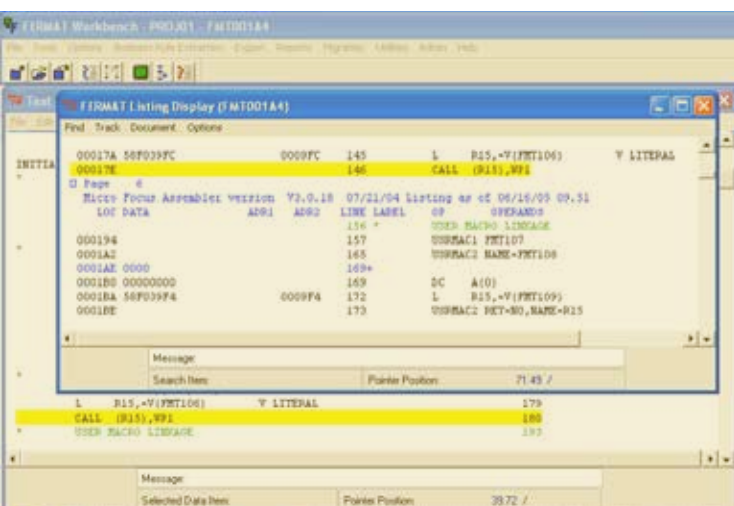 FERMAT Workbench - PROJ01 - FMT001A4
File Tools Options Business Rule Extraction Export Reports Migration Utilities Admin Help
Text
FERMAT Listing Display (FMT001A4)
File Edit
Find Track Document Options
INITIA
00017A 58F039FC 0009FC 145 L R15,=V(FMT106) V LITERAL
00017E 146 CALL (R15),WP1
Page 6
Micro Focus Assembler version V3.0.18 07/21/04 Listing as of 06/16/05 09.31
LOC DATA ADR1 ADR2 LINE LABEL OP OPERANDS
156 * USER MACRO LINKAGE
000194 157 USRMAC1 FMT107
0001A2 165 USRMAC2 NAME=FMT108
0001AE 0000 169+
0001B0 00000000 169 DC A(0)
0001BA 58F039F4 0009F4 172 L R15,=V(FMT109)
0001BE 173 USRMAC2 RET=NO,NAME=R15
Message:
Search Item: Pointer Position: 71.45 /
L R15,=V(FMT106) V LITERAL 179
CALL (R15),WP1 180
* USER MACRO LINKAGE 193
Message:
Selected Data Item: Pointer Position: 39.72 /